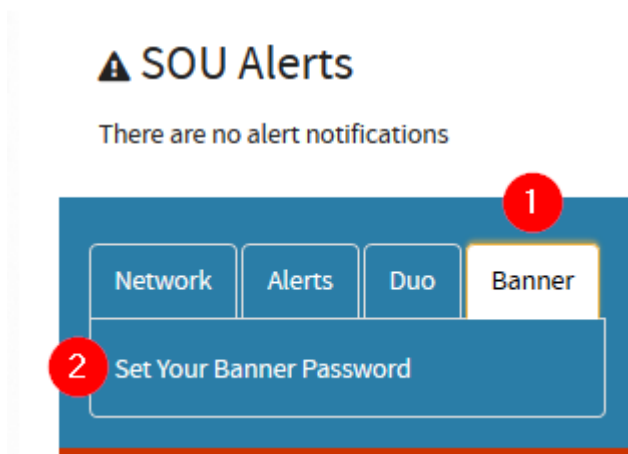 SOU Alerts
There are no alert notifications
1
Network Alerts Duo Banner
2 Set Your Banner Password